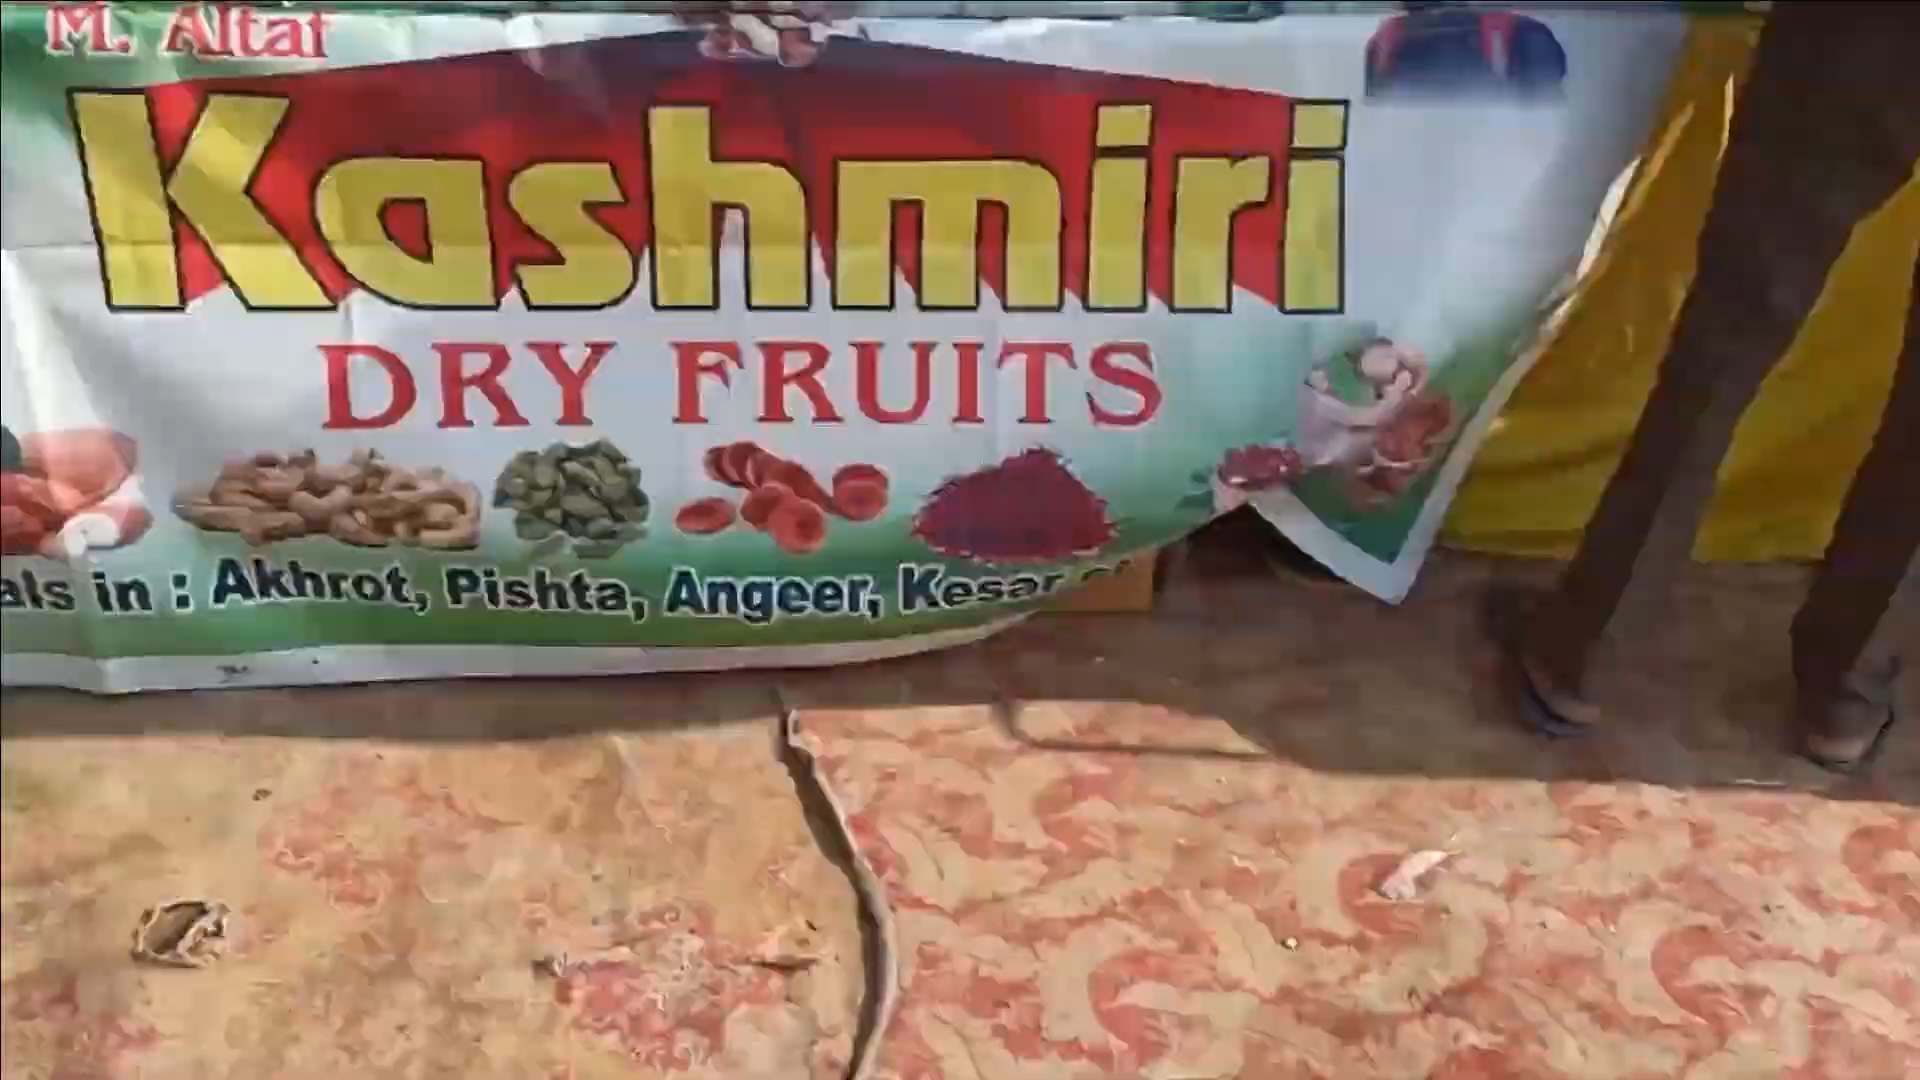 M. Altaf
Kashmiri
DRY FRUITS
als in : Akhrot, Pishta, Angeer, Kesar